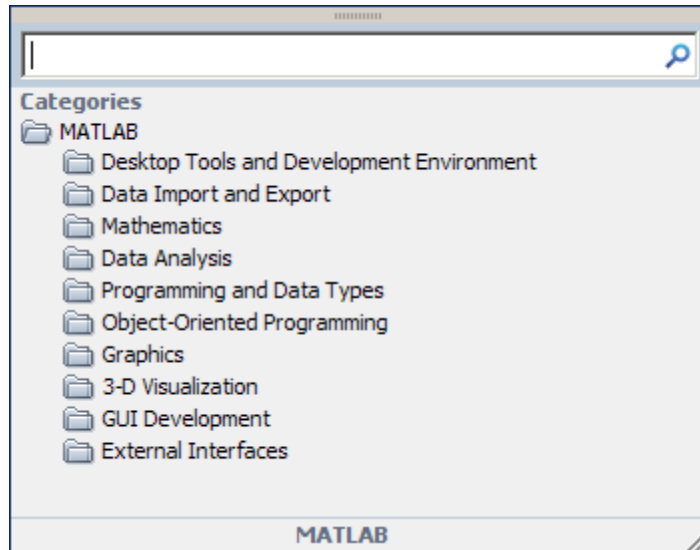 Categories
MATLAB
Desktop Tools and Development Environment
Data Import and Export
Mathematics
Data Analysis
Programming and Data Types
Object-Oriented Programming
Graphics
3-D Visualization
GUI Development
External Interfaces
MATLAB